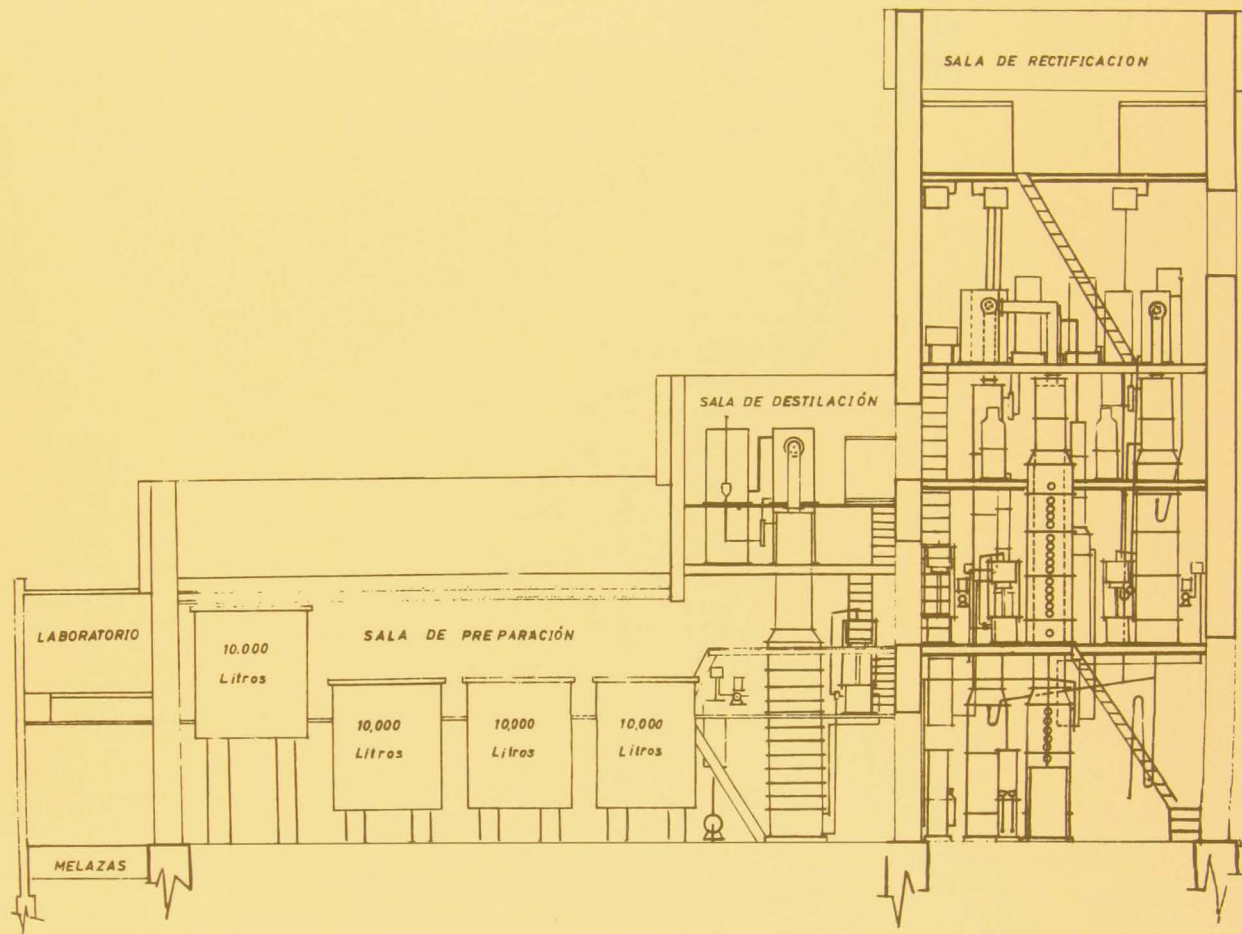 SALA DE RECTIFICACION
SALA DE DESTILACIÓN
LABORATORIO
SALA DE PREPARACIÓN
10.000
Litros
10,000
Litros
10,000
Litros
10,000
Litros
MELAZAS